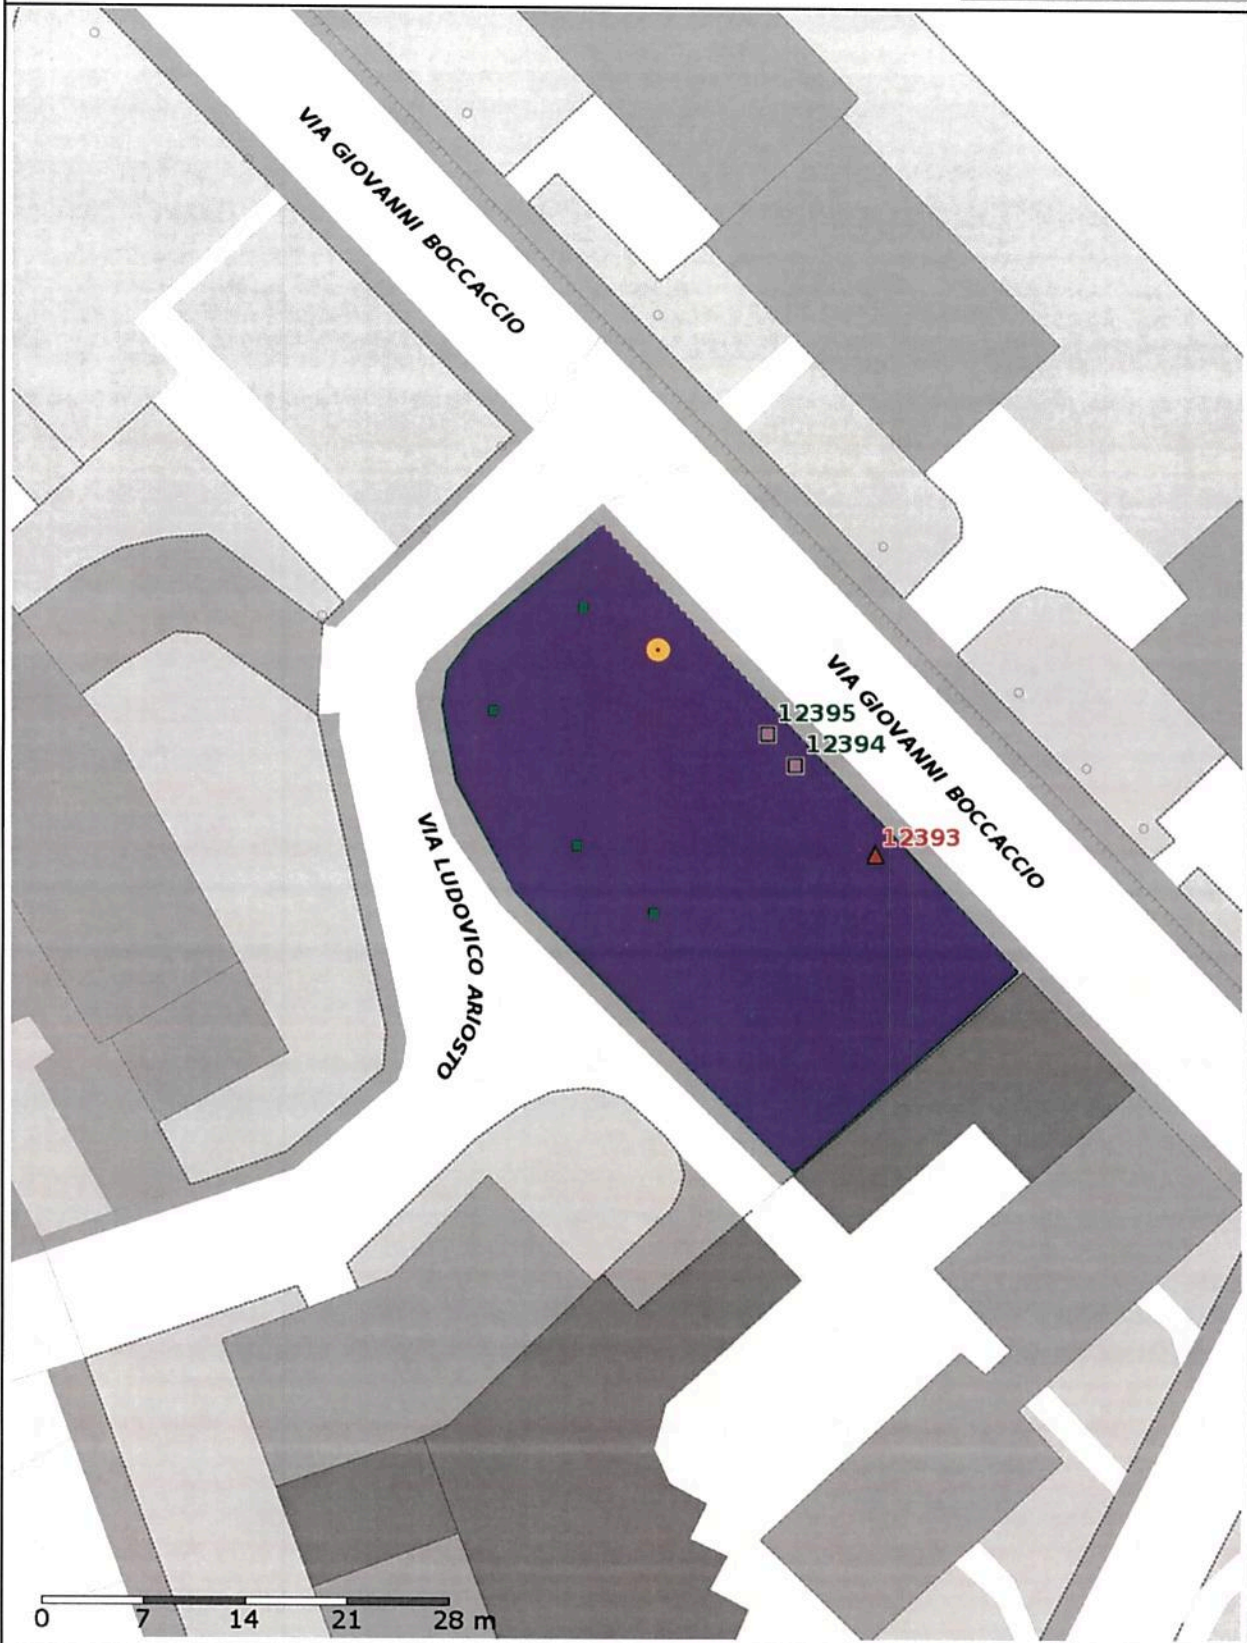 VIA GIOVANNI BOCCACCIO
VIA GIOVANNI BOCCACCIO
12395
12394
12393
VIA LUDOVICO ARIOSTO
0 7 14 21 28 m